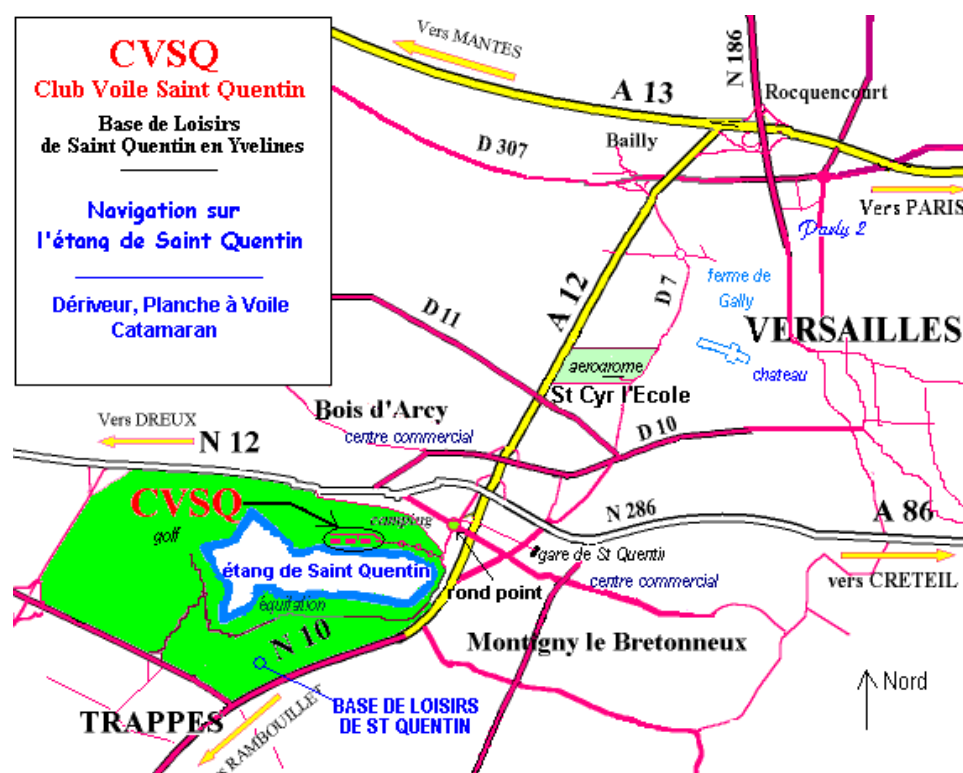 CVSQ
Club Voile Saint Quentin
Base de Loisirs
de Saint Quentin en Yvelines
Navigation sur
l'étang de Saint Quentin
Dériveur, Planche à Voile
Catamaran
Vers MANTES
A 13
N 186
Rocquencourt
Bailly
D 307
Vers PARIS
Parly 2
A 12
D 7
ferme de
Gally
D 11
VERSAILLES
aerodrome
chateau
St Cyr l'Ecole
Bois d'Arcy
Vers DREUX
N 12
centre commercial
D 10
CVSQ
camping
N 286
A 86
golf
gare de St Quentin
étang de Saint Quentin
centre commercial
vers CRETEIL
rond point
équitation
N 10
Montigny le Bretonneux
Nord
BASE DE LOISIRS
DE ST QUENTIN
TRAPPES
vers RAMBOUILLET